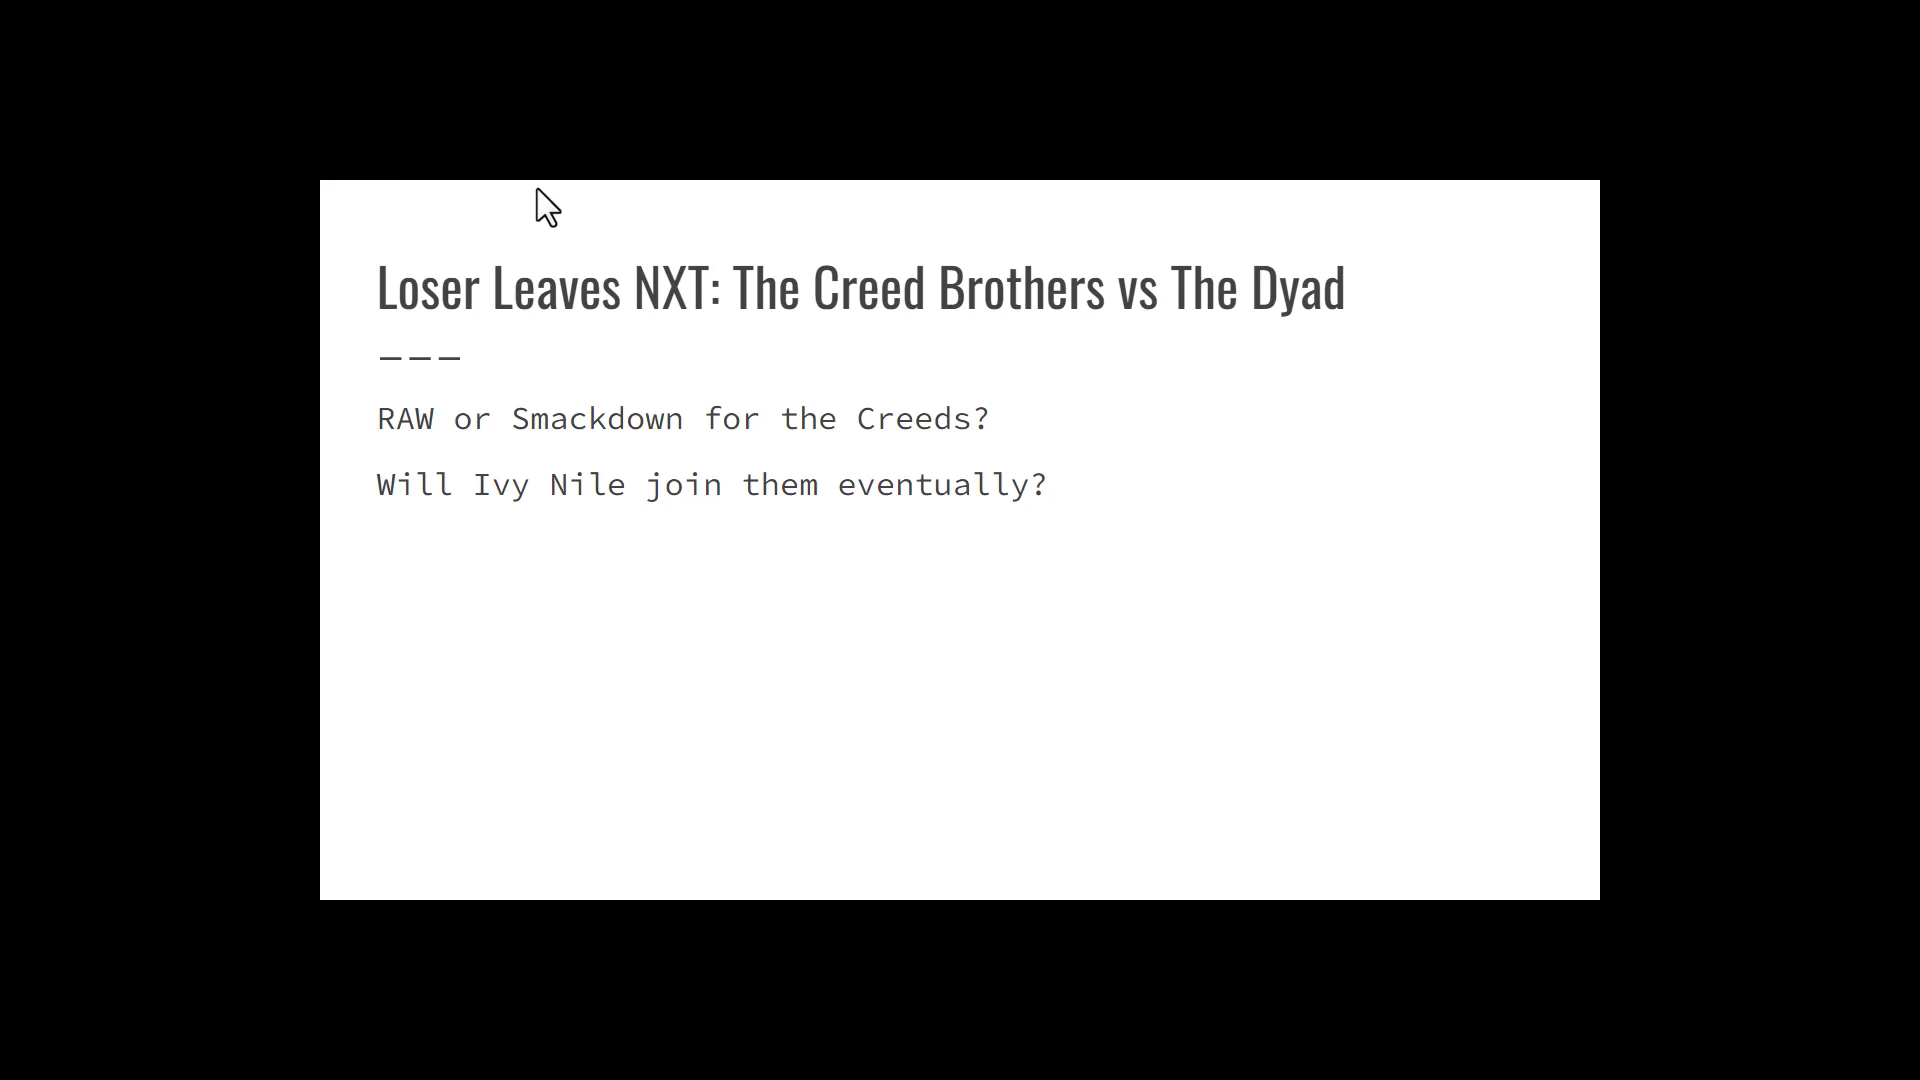 Loser Leaves NXT: The Creed Brothers vs The Dyad
———
RAW or Smackdown for the Creeds?
Will Ivy Nile join them eventually?